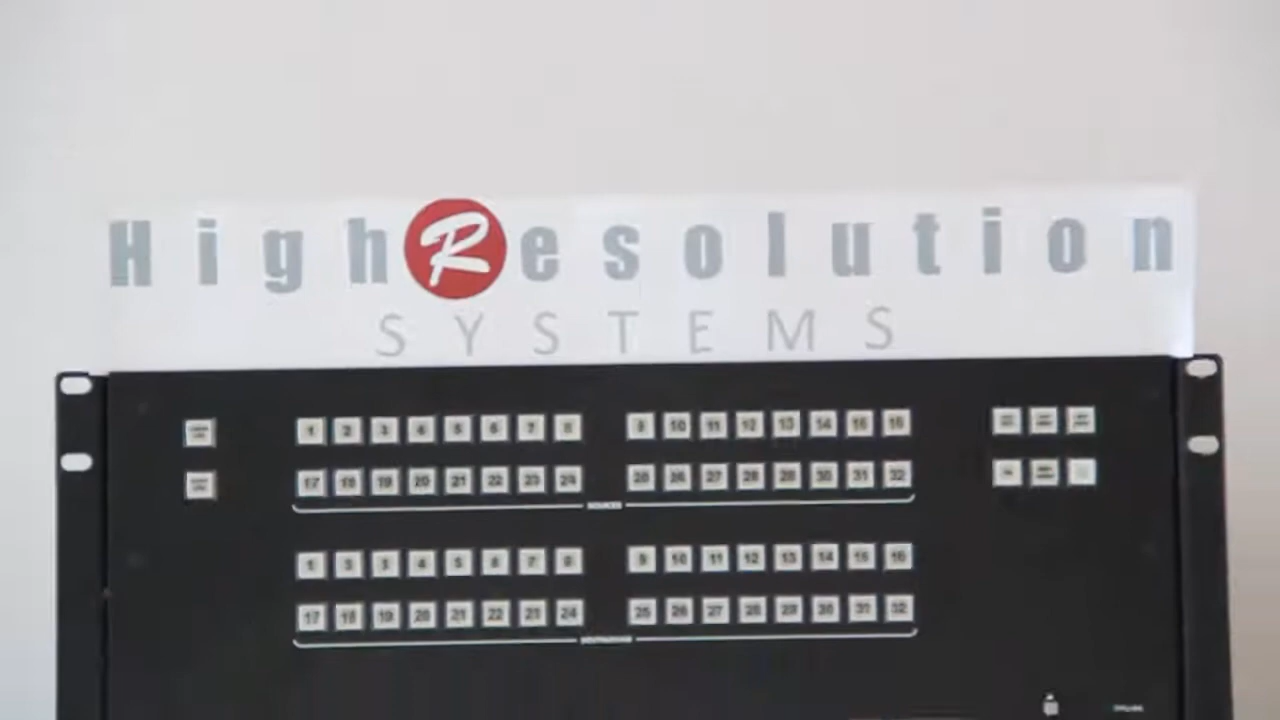 HighResolution
SYSTEMS
1 2 3 4 5 6 7 8 9 10 11 12 13 14 15 16
17 18 19 20 21 22 23 24 25 26 27 28 29 30 31 32
SOURCES
1 2 3 4 5 6 7 8 9 10 11 12 13 14 15 16
17 18 19 20 21 22 23 24 25 26 27 28 29 30 31 32
DESTINATIONS